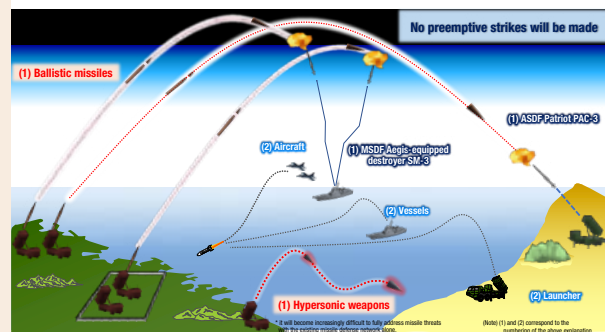 No preemptive strikes will be made
(1) Ballistic missiles
(1) ASDF Patriot PAC-3
(2) Aircraft
(1) MSDF Aegis-equipped
destroyer SM-3
(2) Vessels
(2) Launcher
(1) Hypersonic weapons
* It will become increasingly difficult to fully address missile threats
with the existing missile defense network alone.
(Note) (1) and (2) correspond to the
numbering of the above explanation